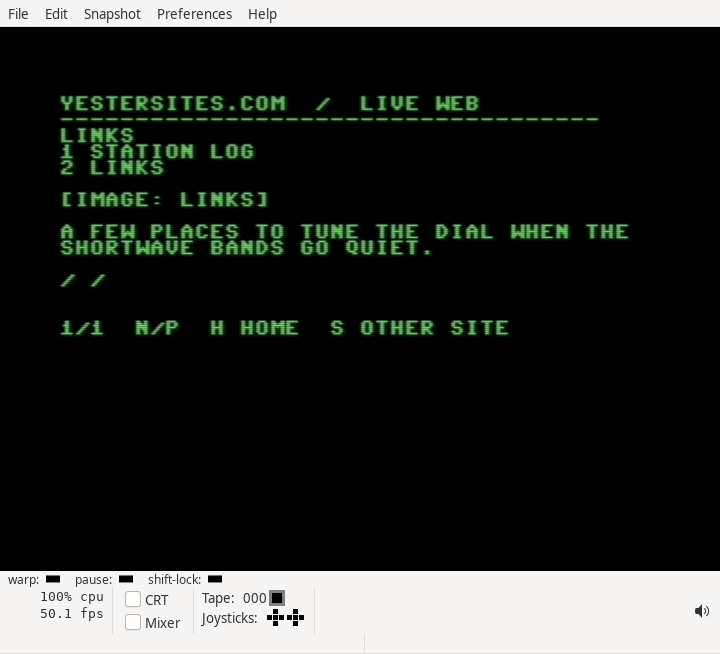 File Edit Snapshot Preferences Help
YESTERSITES.COM / LIVE WEB
------------------------------------
LINKS
1 STATION LOG
2 LINKS
[IMAGE: LINKS]
A FEW PLACES TO TUNE THE DIAL WHEN THE
SHORTWAVE BANDS GO QUIET.
/ /
1/1 N/P H HOME S OTHER SITE
warp: pause: shift-lock:
100% cpu
50.1 fps
CRT
Mixer
Tape: 000
Joysticks: